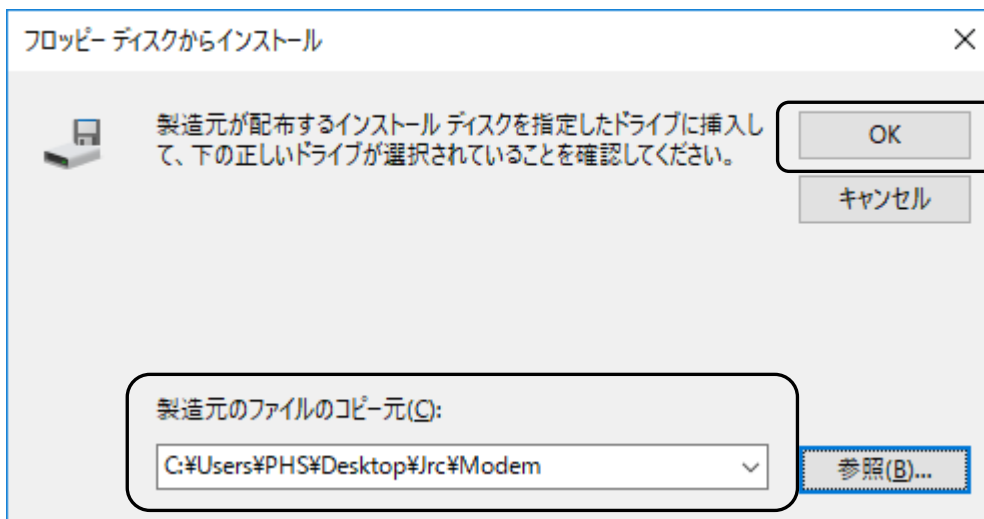 フロッピー ディスクからインストール
製造元が配布するインストール ディスクを指定したドライブに挿入し
て、下の正しいドライブが選択されていることを確認してください。
OK
キャンセル
製造元のファイルのコピー元(C):
C:¥Users¥PHS¥Desktop¥Jrc¥Modem
参照(B)...